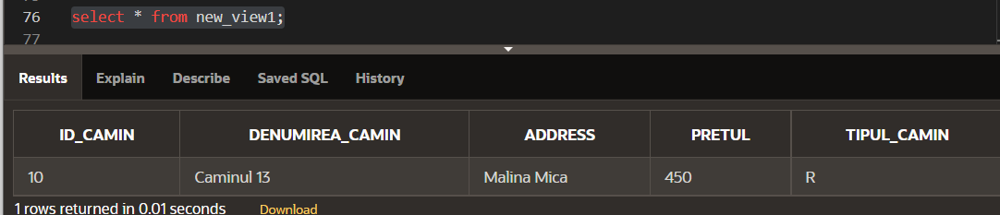 76 select * from new_view1;
77
Results Explain Describe Saved SQL History
ID_CAMIN DENUMIREA_CAMIN ADDRESS PRETUL TIPUL_CAMIN
10 Caminul 13 Malina Mica 450 R
1 rows returned in 0.01 seconds Download